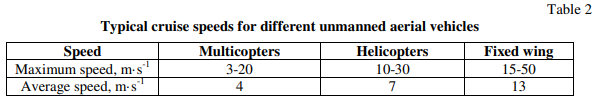 Table 2
Typical cruise speeds for different unmanned aerial vehicles
Speed Multicopters Helicopters Fixed wing
Maximum speed, m·s⁻¹ 3-20 10-30 15-50
Average speed, m·s⁻¹ 4 7 13